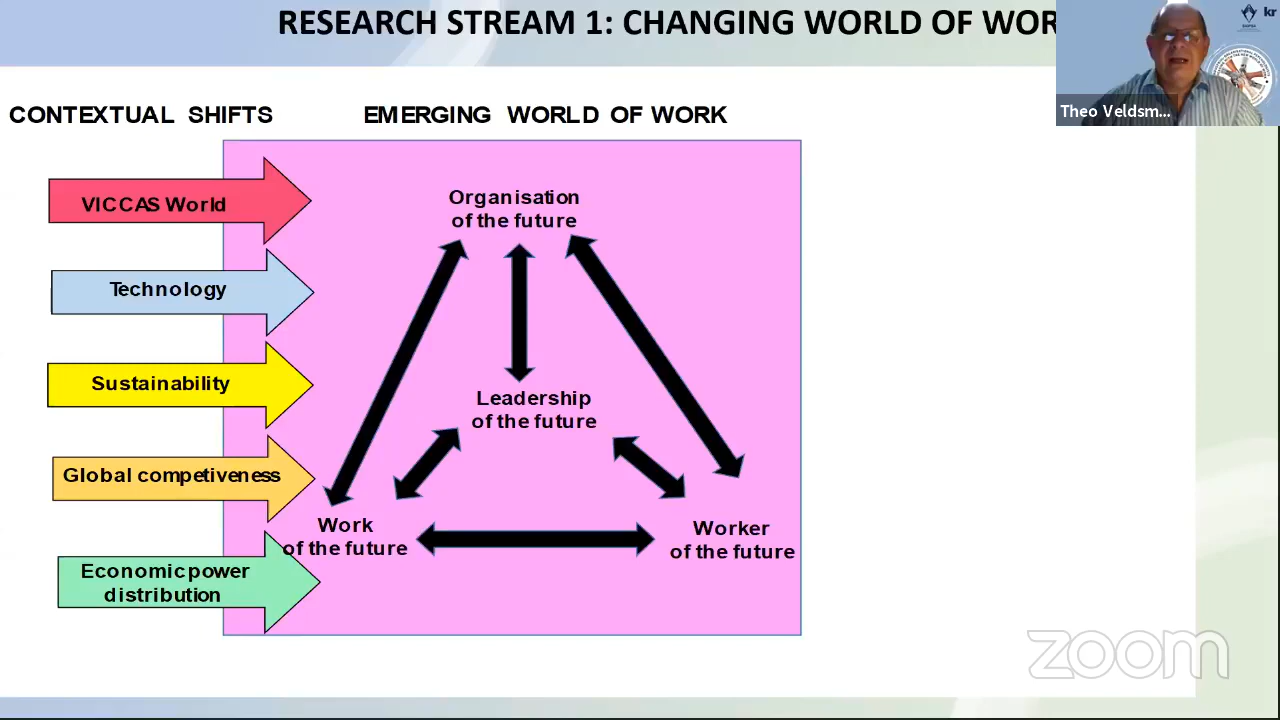 RESEARCH STREAM 1: CHANGING WORLD OF WOR
kr
Theo Veldsm...
CONTEXTUAL SHIFTS
EMERGING WORLD OF WORK
VICCAS World
Technology
Sustainability
Global competiveness
Economic power
distribution
Organisation
of the future
Leadership
of the future
Work
of the future
Worker
of the future
zoom